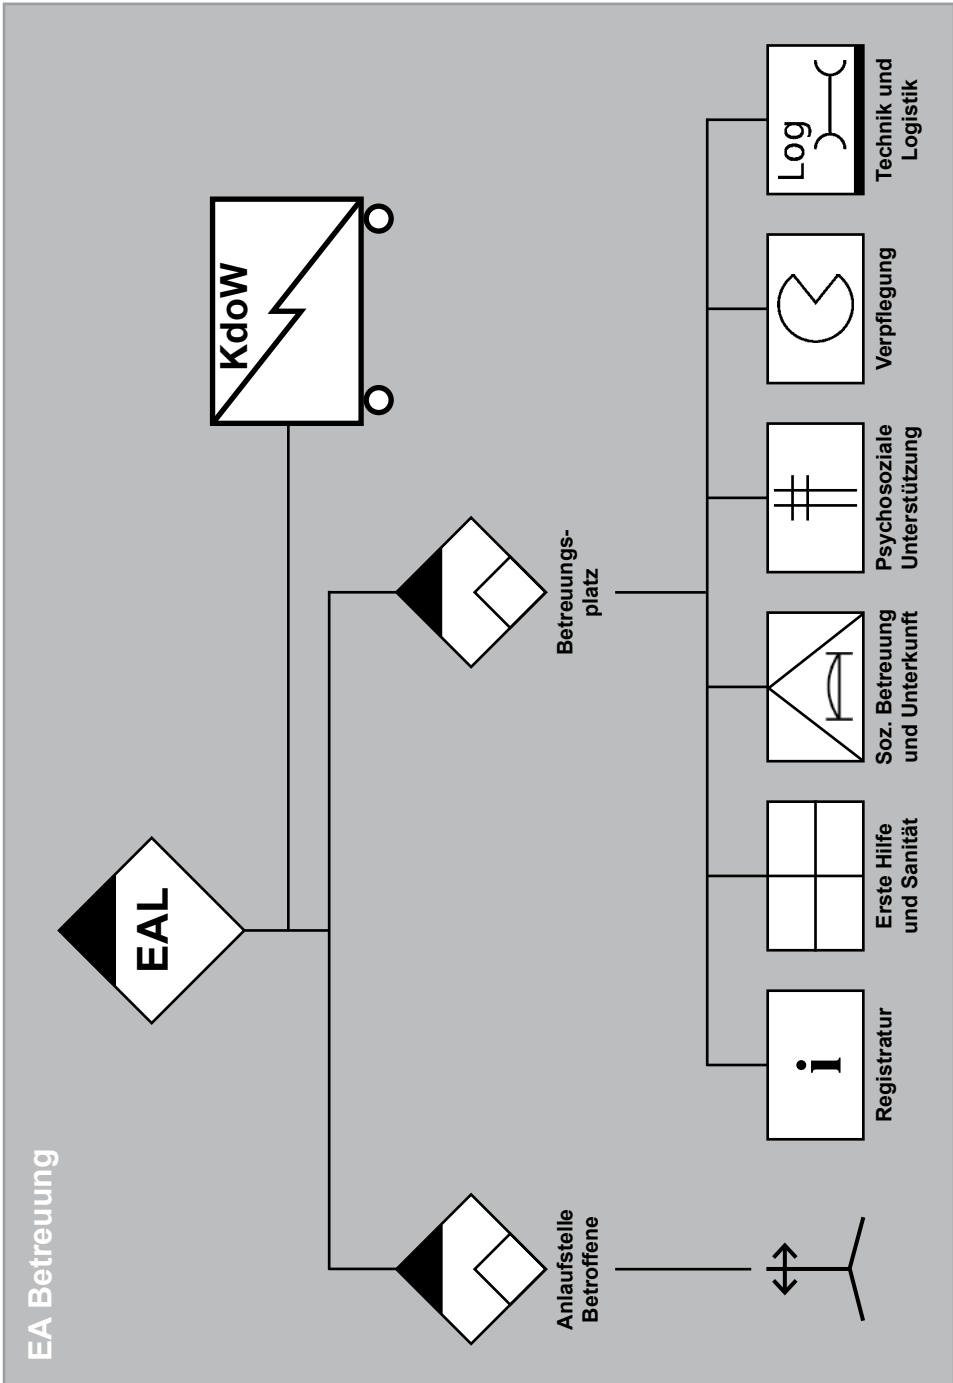 EA Betreuung
EAL
KdoW
Anlaufstelle
Betroffene
Betreuungs-
platz
i
Registratur
Erste Hilfe
und Sanität
Soz. Betreuung
und Unterkunft
Psychosoziale
Unterstützung
Verpflegung
Log
Technik und
Logistik